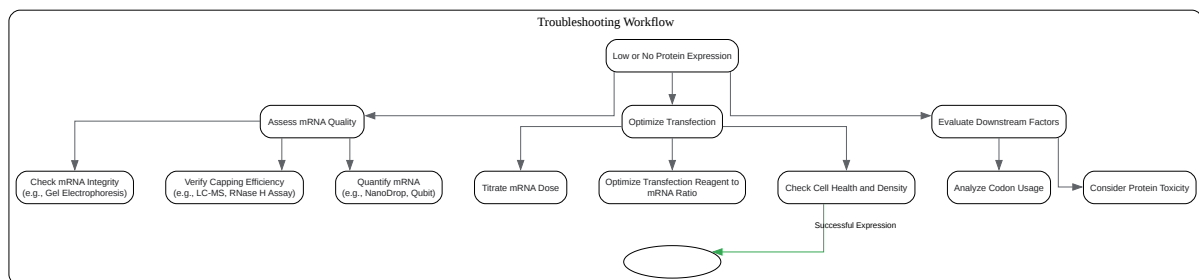 Troubleshooting Workflow
Low or No Protein Expression
Assess mRNA Quality
Optimize Transfection
Evaluate Downstream Factors
Check mRNA Integrity
(e.g., Gel Electrophoresis)
Verify Capping Efficiency
(e.g., LC-MS, RNase H Assay)
Quantify mRNA
(e.g., NanoDrop, Qubit)
Titrate mRNA Dose
Optimize Transfection Reagent to
mRNA Ratio
Check Cell Health and Density
Analyze Codon Usage
Consider Protein Toxicity
Successful Expression